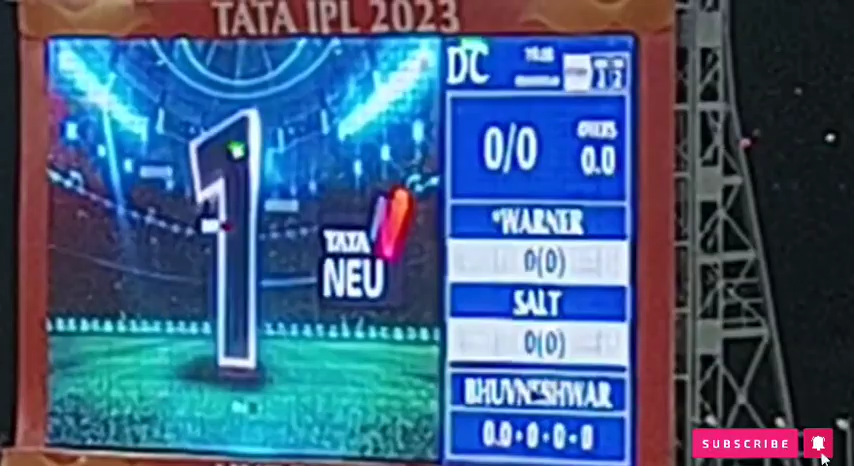 TATA IPL 2023
DC
0/0
OVERS
0.0
*WARNER
0(0)
SALT
0(0)
BHUVNESHWAR
0.0 - 0 - 0 - 0
1
TATA
NEU
SUBSCRIBE